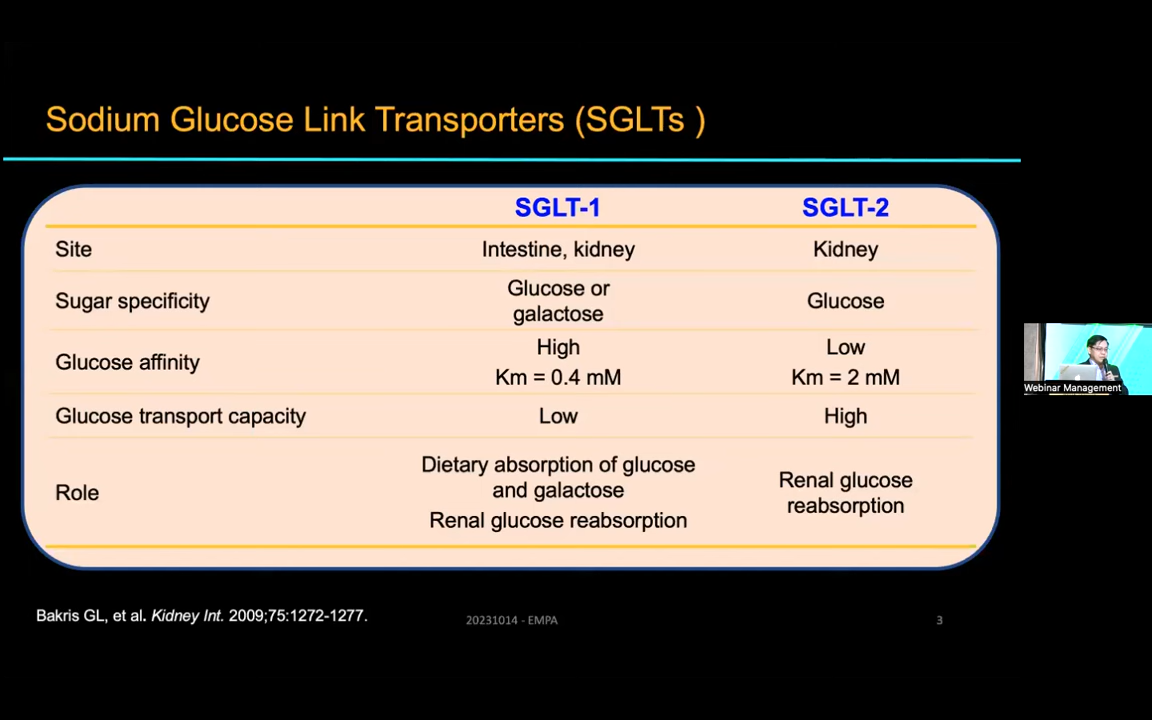 Sodium Glucose Link Transporters (SGLTs )
SGLT-1 SGLT-2
Site Intestine, kidney Kidney
Sugar specificity Glucose or galactose Glucose
Glucose affinity High Km = 0.4 mM Low Km = 2 mM
Glucose transport capacity Low High
Role Dietary absorption of glucose and galactose Renal glucose reabsorption Renal glucose reabsorption
Webinar Management
Bakris GL, et al. Kidney Int. 2009;75:1272-1277.
20231014 - EMPA
3